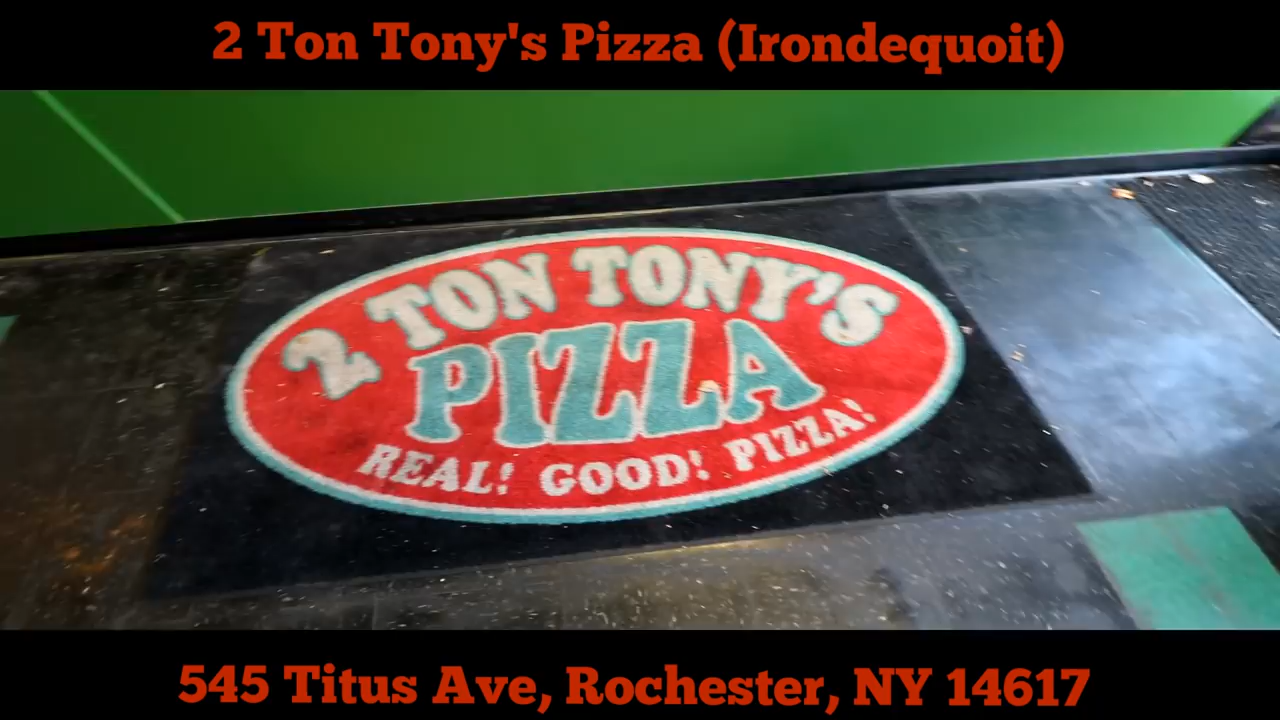 2 Ton Tony's Pizza (Irondequoit)
2 TON TONY'S
PIZZA
REAL! GOOD! PIZZA!
545 Titus Ave, Rochester, NY 14617